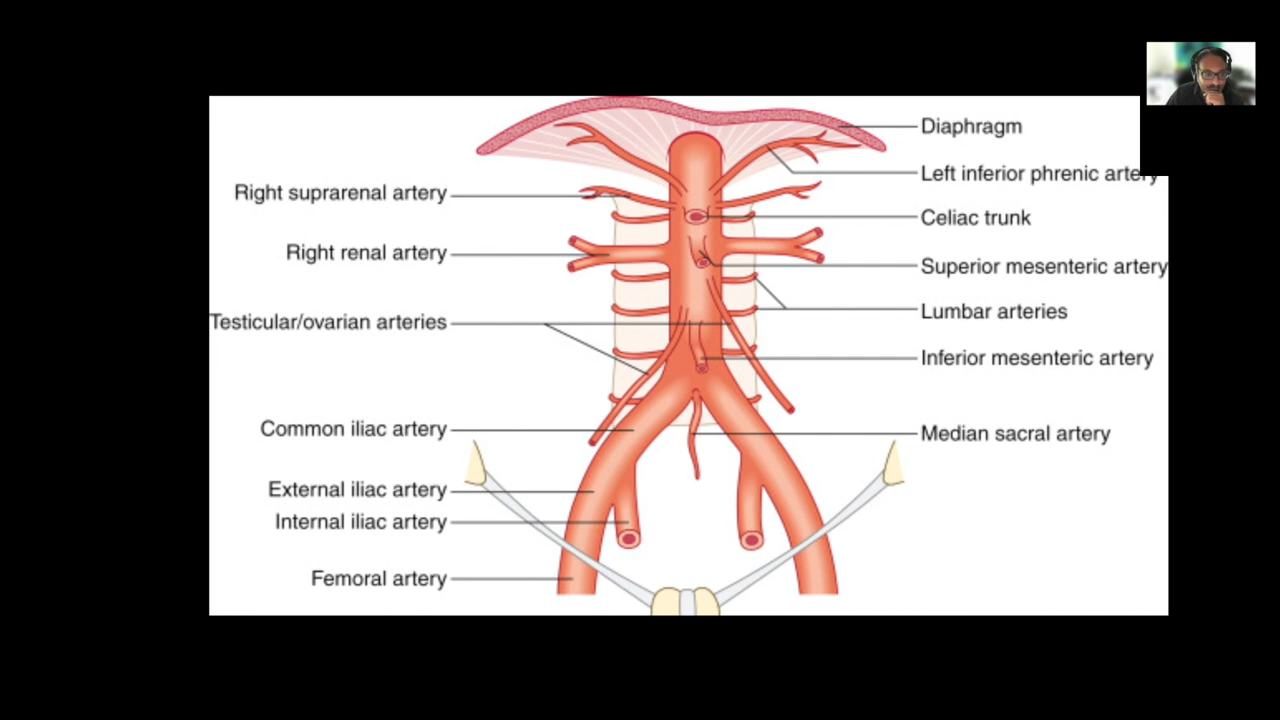 Diaphragm
Left inferior phrenic artery
Right suprarenal artery
Celiac trunk
Right renal artery
Superior mesenteric artery
Lumbar arteries
Testicular/ovarian arteries
Inferior mesenteric artery
Common iliac artery
Median sacral artery
External iliac artery
Internal iliac artery
Femoral artery